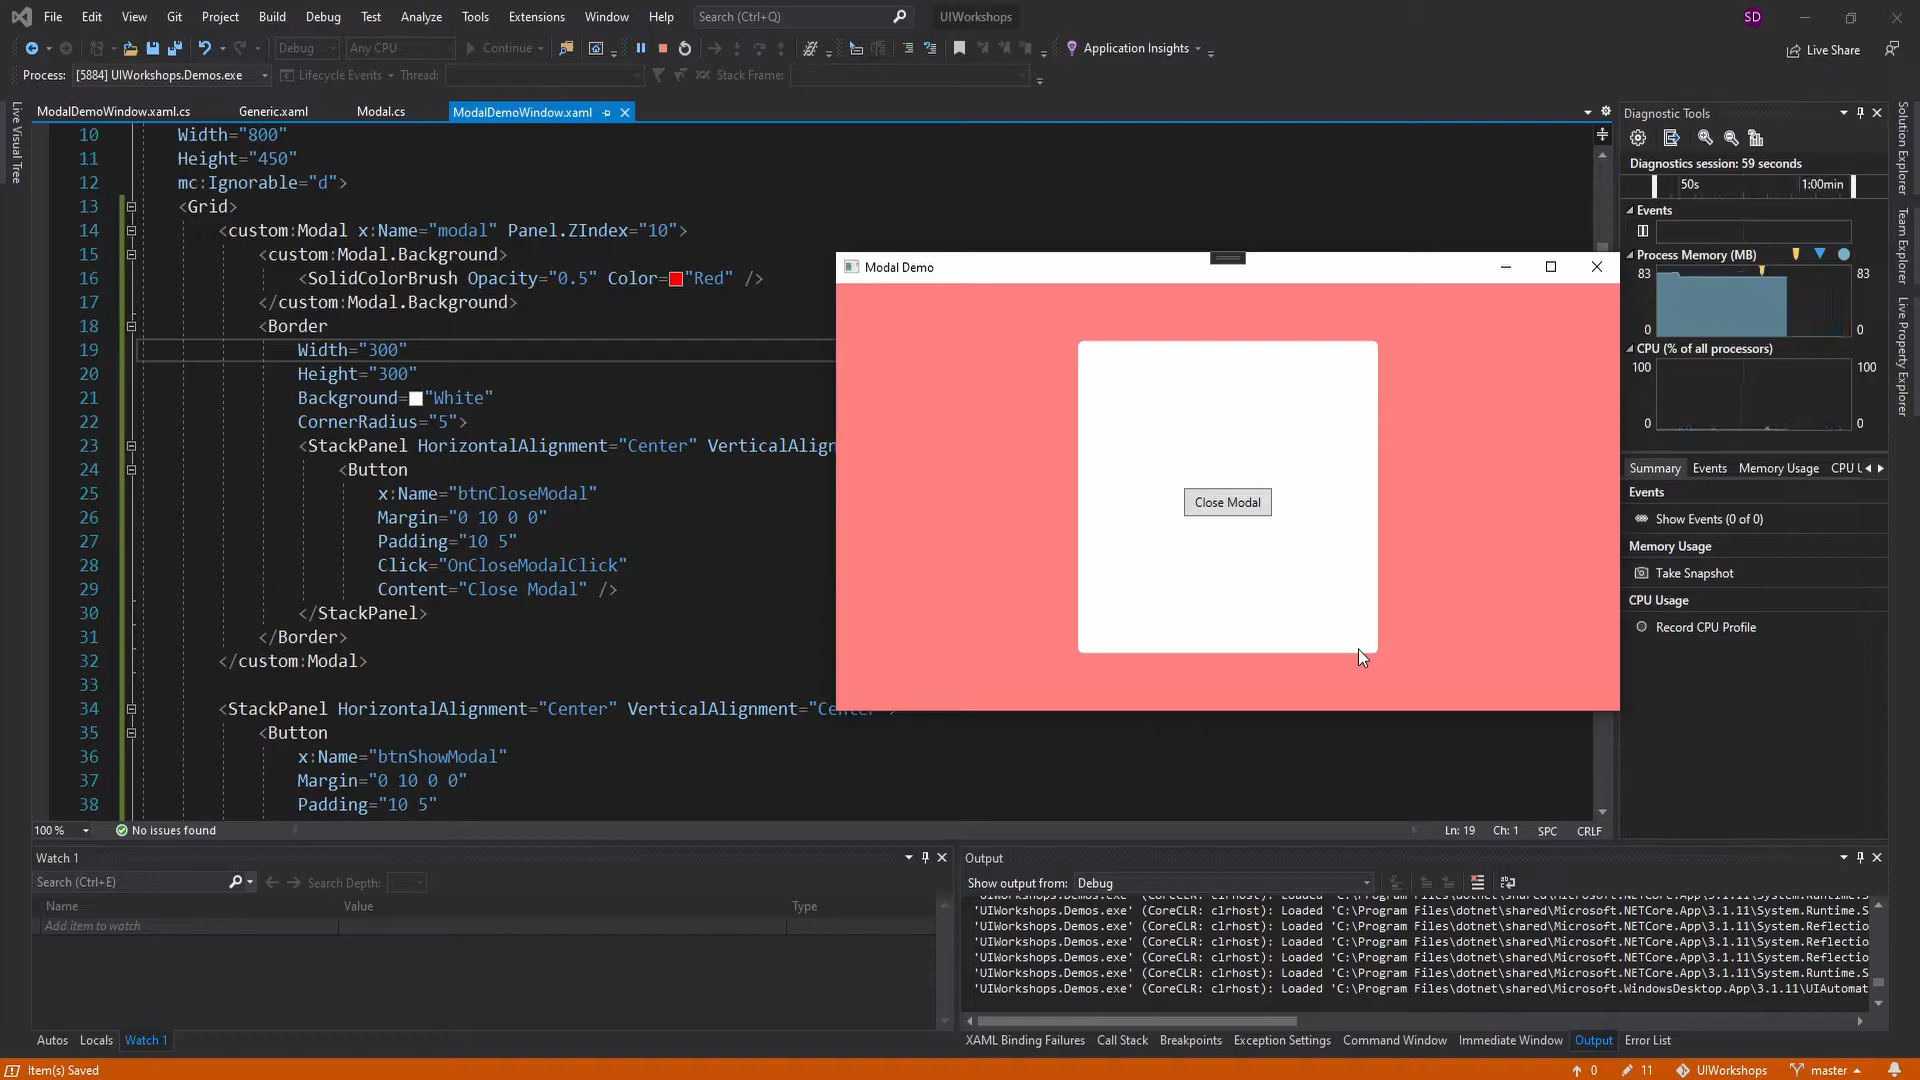 File Edit View Git Project Build Debug Test Analyze Tools Extensions Window Help Search (Ctrl+Q) UIWorkshops SD
Debug Any CPU Continue Application Insights Live Share
Process: [5884] UIWorkshops.Demos.exe Lifecycle Events Thread: Stack Frame:
ModalDemoWindow.xaml.cs Generic.xaml Modal.cs ModalDemoWindow.xaml
Live Visual Tree
10 Width="800"
11 Height="450"
12 mc:Ignorable="d">
13 <Grid>
14 <custom:Modal x:Name="modal" Panel.ZIndex="10">
15 <custom:Modal.Background>
16 <SolidColorBrush Opacity="0.5" Color="Red" />
17 </custom:Modal.Background>
18 <Border
19 Width="300"
20 Height="300"
21 Background="White"
22 CornerRadius="5">
23 <StackPanel HorizontalAlignment="Center" VerticalAlign
24 <Button
25 x:Name="btnCloseModal"
26 Margin="0 10 0 0"
27 Padding="10 5"
28 Click="OnCloseModalClick"
29 Content="Close Modal" />
30 </StackPanel>
31 </Border>
32 </custom:Modal>
33
34 <StackPanel HorizontalAlignment="Center" VerticalAlignment="Center">
35 <Button
36 x:Name="btnShowModal"
37 Margin="0 10 0 0"
38 Padding="10 5"
Modal Demo
Close Modal
100 % No issues found Ln: 19 Ch: 1 SPC CRLF
Diagnostic Tools
Diagnostics session: 59 seconds
50s 1:00min
Events
Process Memory (MB)
83 83
0 0
CPU (% of all processors)
100 100
0 0
Summary Events Memory Usage CPU U
Events
Show Events (0 of 0)
Memory Usage
Take Snapshot
CPU Usage
Record CPU Profile
Solution Explorer
Team Explorer
Live Property Explorer
Watch 1
Search (Ctrl+E) Search Depth:
Name Value Type
Add item to watch
Autos Locals Watch 1
Output
Show output from: Debug
'UIWorkshops.Demos.exe' (CoreCLR: clrhost): Loaded 'C:\Program Files\dotnet\shared\Microsoft.NETCore.App\3.1.11\System.Runtime.S
'UIWorkshops.Demos.exe' (CoreCLR: clrhost): Loaded 'C:\Program Files\dotnet\shared\Microsoft.NETCore.App\3.1.11\System.Reflectio
'UIWorkshops.Demos.exe' (CoreCLR: clrhost): Loaded 'C:\Program Files\dotnet\shared\Microsoft.NETCore.App\3.1.11\System.Reflectio
'UIWorkshops.Demos.exe' (CoreCLR: clrhost): Loaded 'C:\Program Files\dotnet\shared\Microsoft.NETCore.App\3.1.11\System.Reflectio
'UIWorkshops.Demos.exe' (CoreCLR: clrhost): Loaded 'C:\Program Files\dotnet\shared\Microsoft.NETCore.App\3.1.11\System.Runtime.S
'UIWorkshops.Demos.exe' (CoreCLR: clrhost): Loaded 'C:\Program Files\dotnet\shared\Microsoft.WindowsDesktop.App\3.1.11\UIAutomat
XAML Binding Failures Call Stack Breakpoints Exception Settings Command Window Immediate Window Output Error List
Item(s) Saved 0 11 UIWorkshops master